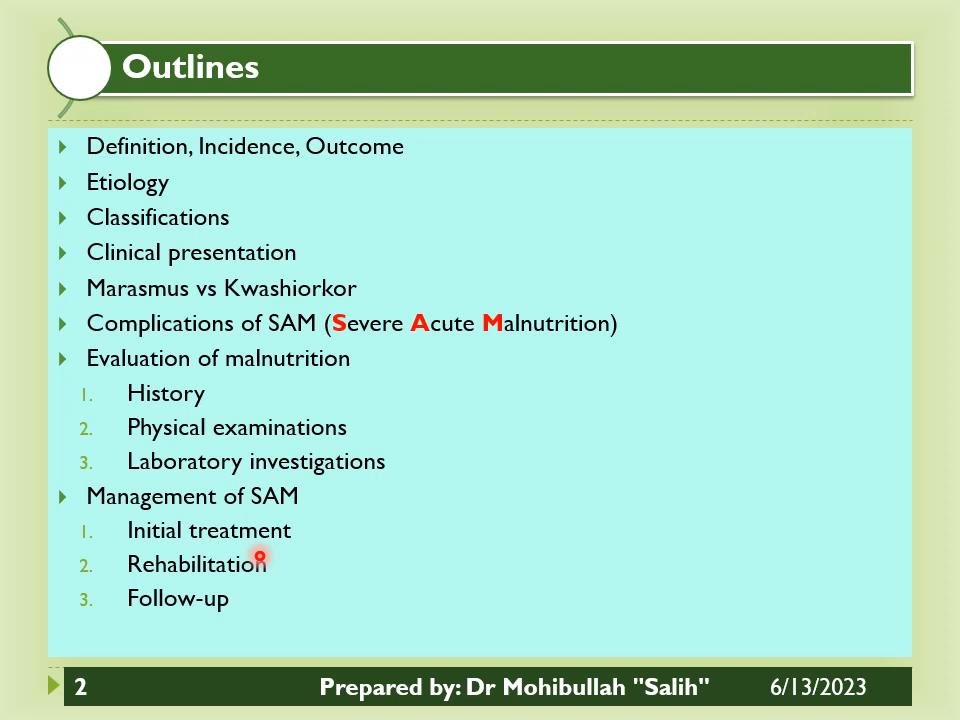 Outlines
Definition, Incidence, Outcome
Etiology
Classifications
Clinical presentation
Marasmus vs Kwashiorkor
Complications of SAM (Severe Acute Malnutrition)
Evaluation of malnutrition
1. History
2. Physical examinations
3. Laboratory investigations
Management of SAM
1. Initial treatment
2. Rehabilitation
3. Follow-up
2 Prepared by: Dr Mohibullah "Salih" 6/13/2023